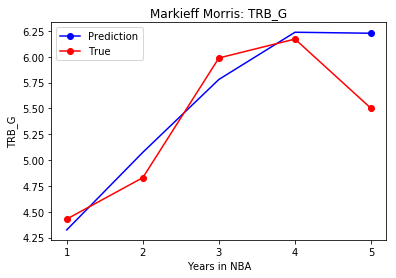 Markieff Morris: TRB_G
Prediction
True
6.25
6.00
5.75
5.50
5.25
5.00
4.75
4.50
4.25
TRB_G
1 2 3 4 5
Years in NBA